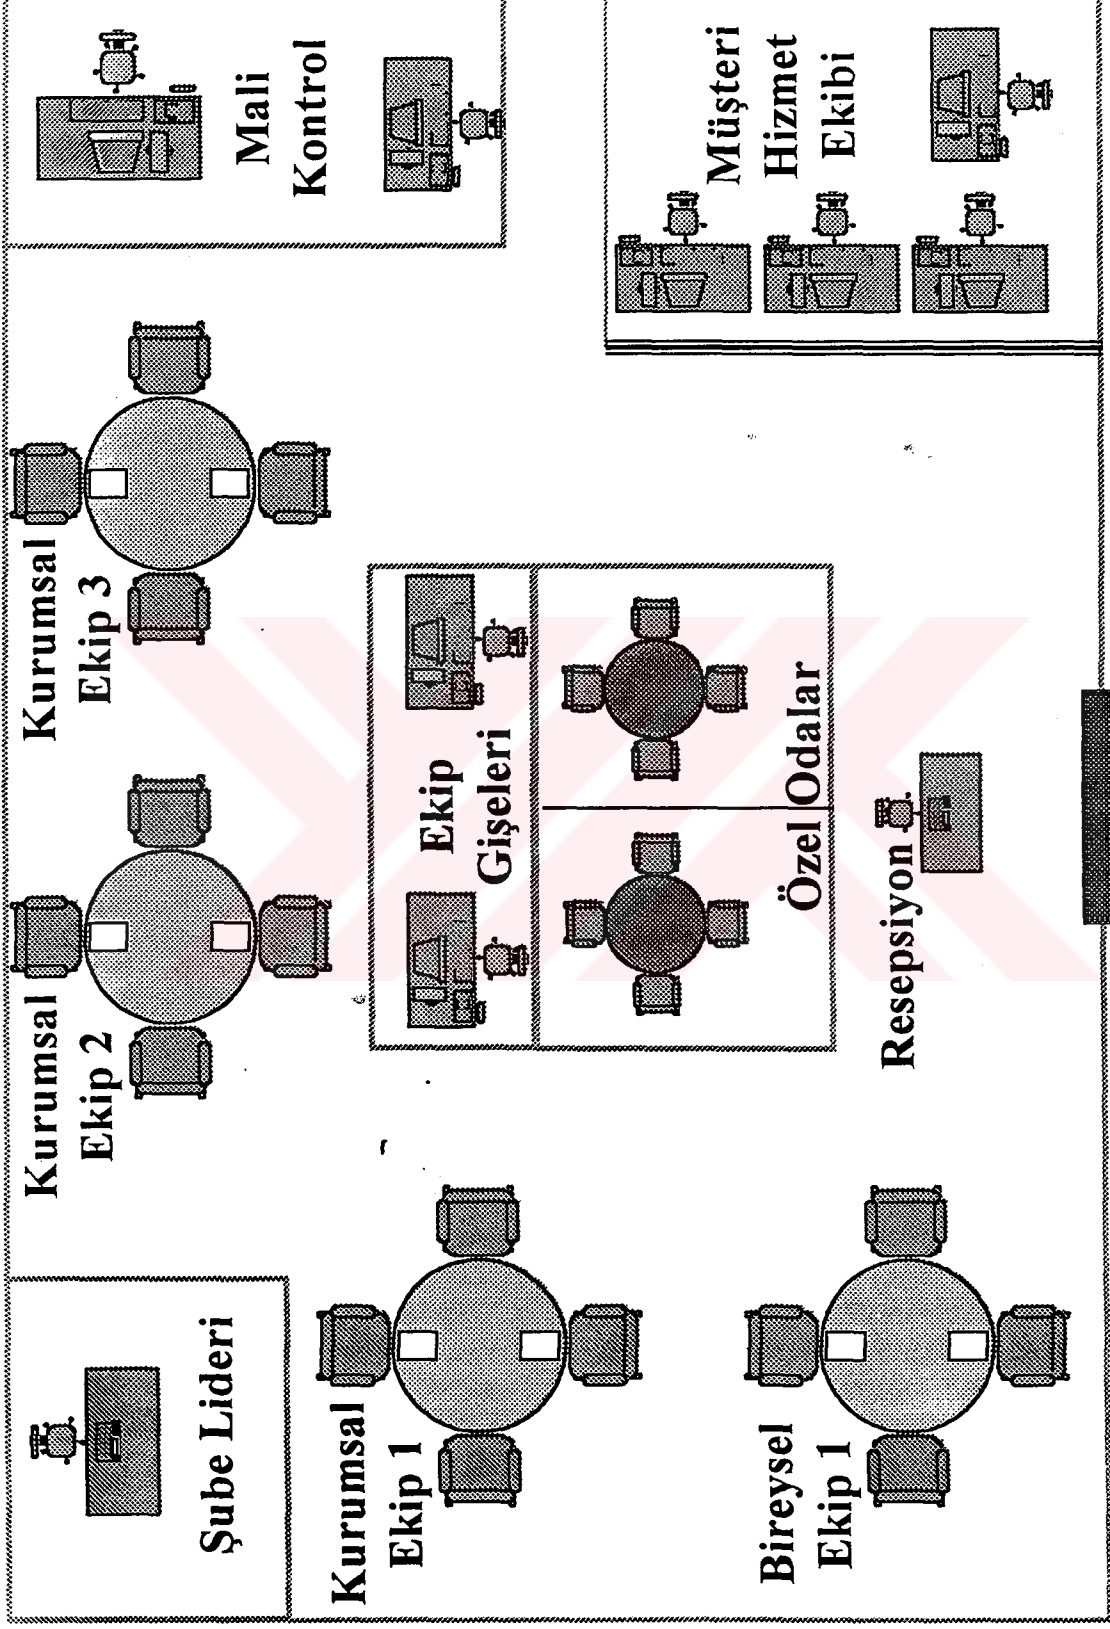 Şube Lideri
Kurumsal
Ekip 2
Kurumsal
Ekip 3
Mali
Kontrol
Kurumsal
Ekip 1
Ekip
Gişeleri
Özel Odalar
Müşteri
Hizmet
Ekibi
Bireysel
Ekip 1
Resepsiyon